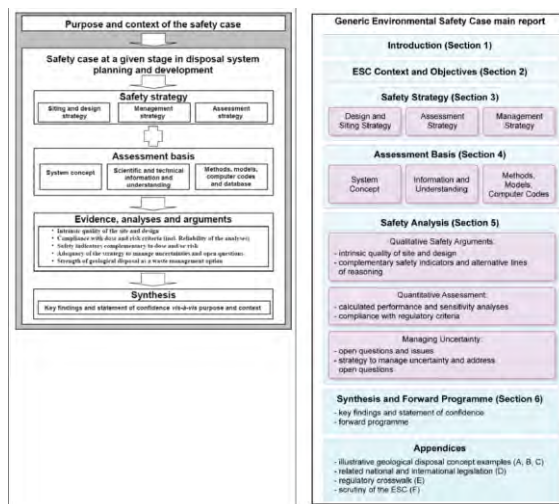 Purpose and context of the safety case
Safety case at a given stage in disposal system
planning and development
Safety strategy
Siting and design
strategy
Management
strategy
Assessment
strategy
Assessment basis
System concept
Scientific and technical
information and
understanding
Methods, models,
computer codes
and database
Evidence, analyses and arguments
• Intrinsic quality of the site and design
• Compliance with dose and risk criteria (incl. Reliability of the analyses)
• Safety indicators complementary to dose or risk
• Adequacy of the strategy to manage uncertainties and open questions
• Strength of geological disposal as a waste management option
Synthesis
Key findings and statement of confidence vis-à-vis purpose and context
Generic Environmental Safety Case main report
Introduction (Section 1)
ESC Context and Objectives (Section 2)
Safety Strategy (Section 3)
Design and
Siting Strategy
Assessment
Strategy
Management
Strategy
Assessment Basis (Section 4)
System
Concept
Information and
Understanding
Methods,
Models,
Computer Codes
Safety Analysis (Section 5)
Qualitative Safety Arguments:
- intrinsic quality of site and design
- complementary safety indicators and alternative lines
of reasoning
Quantitative Assessment:
- calculated performance and sensitivity analyses
- compliance with regulatory criteria
Managing Uncertainty:
- open questions and issues
- strategy to manage uncertainty and address
open questions
Synthesis and Forward Programme (Section 6)
- key findings and statement of confidence
- forward programme
Appendices
- illustrative geological disposal concept examples (A, B, C)
- related national and international legislation (D)
- regulatory crosswalk (E)
- scrutiny of the ESC (F)